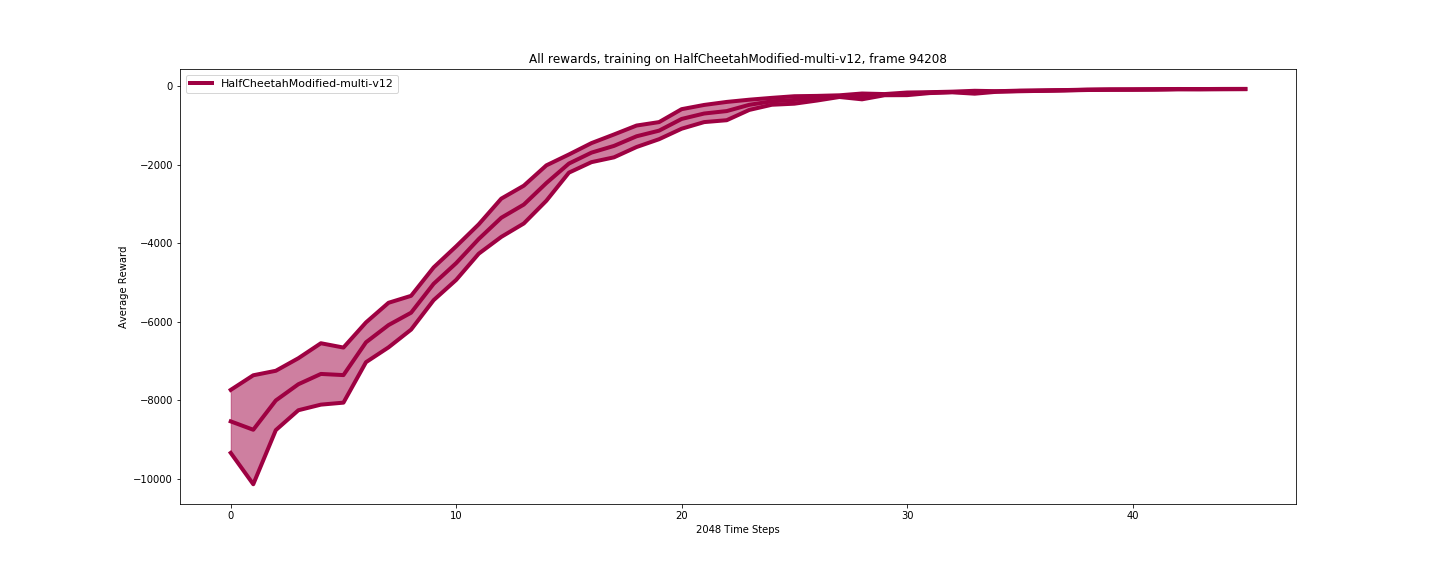 All rewards, training on HalfCheetahModified-multi-v12, frame 94208
HalfCheetahModified-multi-v12
0
−2000
−4000
−6000
−8000
−10000
Average Reward
0 10 20 30 40
2048 Time Steps